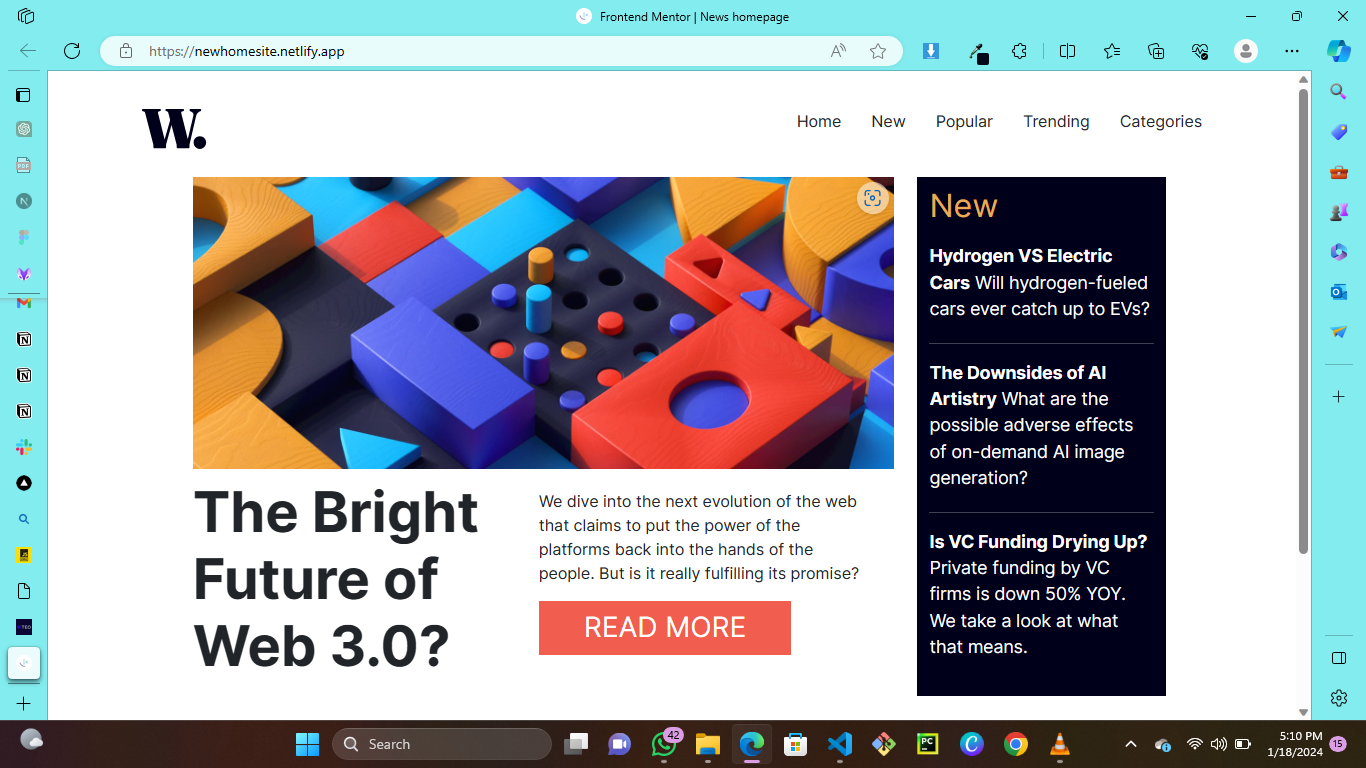 Frontend Mentor | News homepage
https://newhomesite.netlify.app
W.
Home New Popular Trending Categories
New
Hydrogen VS Electric
Cars Will hydrogen-fueled
cars ever catch up to EVs?
The Downsides of AI
Artistry What are the
possible adverse effects
of on-demand AI image
generation?
Is VC Funding Drying Up?
Private funding by VC
firms is down 50% YOY.
We take a look at what
that means.
The Bright
Future of
Web 3.0?
We dive into the next evolution of the web
that claims to put the power of the
platforms back into the hands of the
people. But is it really fulfilling its promise?
READ MORE
Search
42
PC
5:10 PM
1/18/2024
15